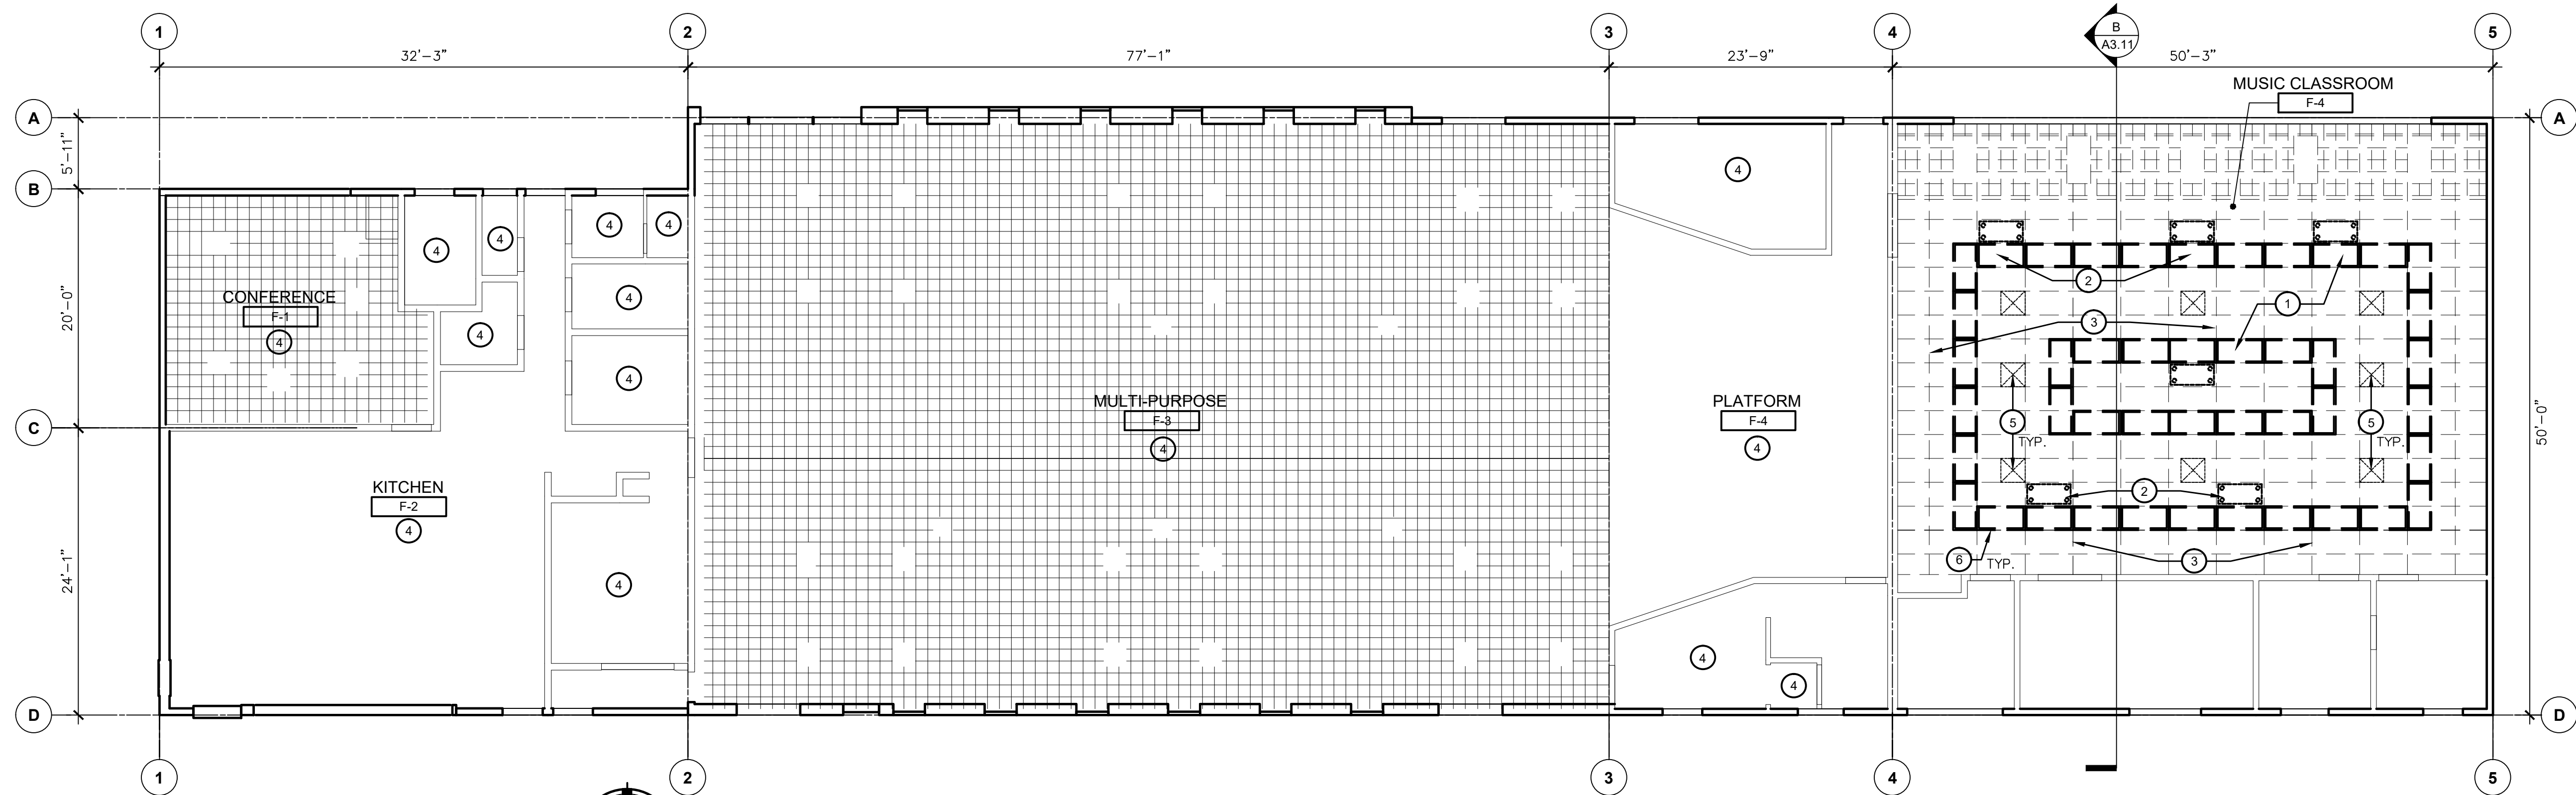 1
2
3
4
5
B
A3.11
32'-3"
77'-1"
23'-9"
50'-3"
MUSIC CLASSROOM
F-4
A
A
5'-11"
B
4
4
4
4
4
20'-0"
CONFERENCE
F-1
4
4
4
2
1
3
4
MULTI-PURPOSE
F-3
4
PLATFORM
F-4
4
5
TYP.
5
TYP.
50'-0"
C
KITCHEN
F-2
4
2
24'-1"
4
6
TYP.
3
4
4
D
D
1
2
3
4
5